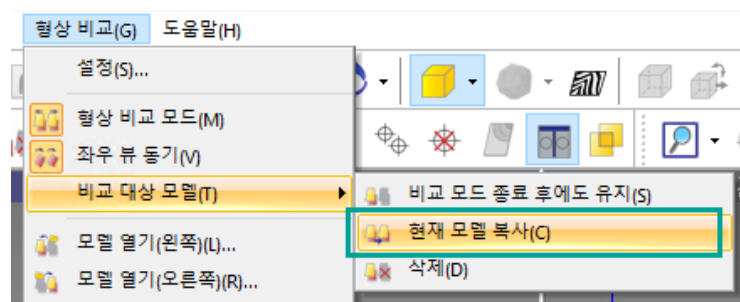 형상 비교(G) 도움말(H)
설정(S)...
형상 비교 모드(M)
좌우 뷰 동기(V)
비교 대상 모델(T)
비교 모드 종료 후에도 유지(S)
현재 모델 복사(C)
삭제(D)
모델 열기(왼쪽)(L)...
모델 열기(오른쪽)(R)...